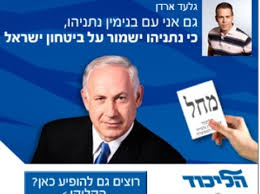 גלעד ארדן
גם אני עם בנימין נתניהו,
כי נתניהו ישמור על ביטחון ישראל
מחל
הליכוד
רוצים גם להופיע כאן?
הקליקו >